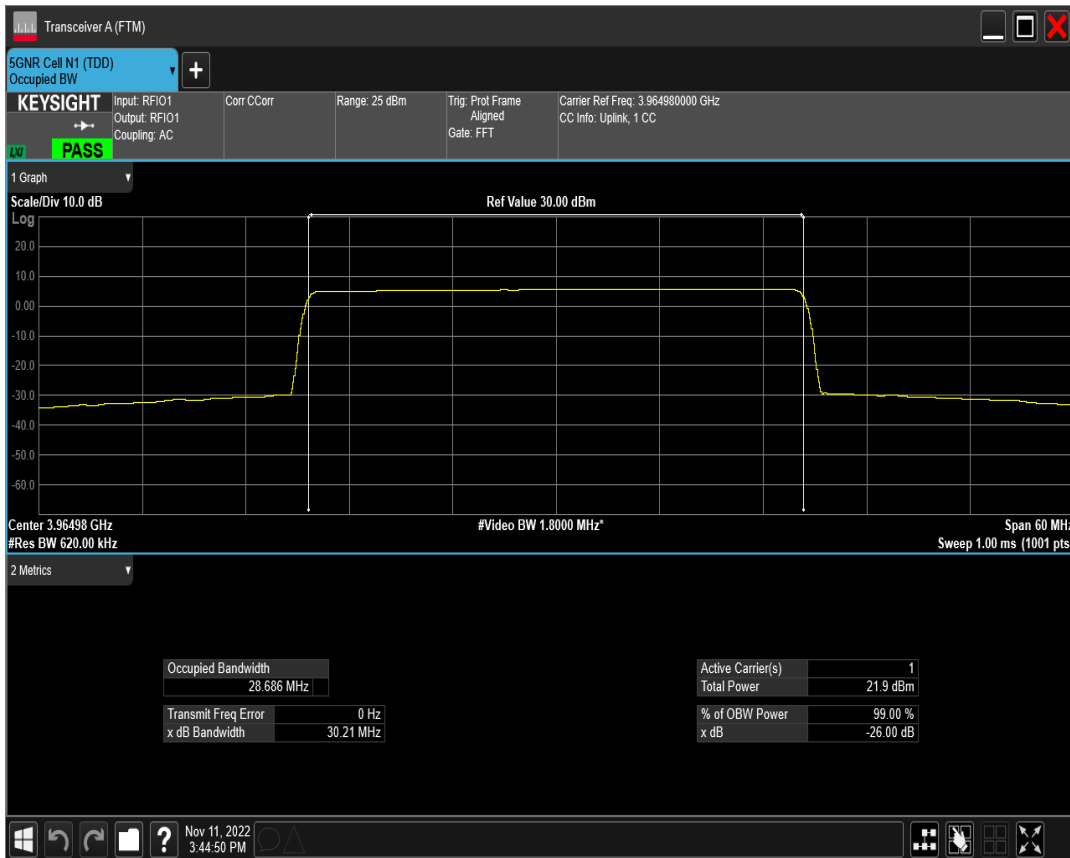 Transceiver A (FTM)
5GNR Cell N1 (TDD)
Occupied BW
KEYSIGHT
LXI
PASS
Input: RFIO1
Output: RFIO1
Coupling: AC
Corr CCorr
Range: 25 dBm
Trig: Prot Frame
Aligned
Gate: FFT
Carrier Ref Freq: 3.964980000 GHz
CC Info: Uplink, 1 CC
1 Graph
Scale/Div 10.0 dB
Ref Value 30.00 dBm
Log
20.0
10.0
0.00
-10.0
-20.0
-30.0
-40.0
-50.0
-60.0
Center 3.96498 GHz
#Video BW 1.8000 MHz*
Span 60 MHz
#Res BW 620.00 kHz
Sweep 1.00 ms (1001 pts
2 Metrics
Occupied Bandwidth
28.686 MHz
Transmit Freq Error 0 Hz
x dB Bandwidth 30.21 MHz
Active Carrier(s) 1
Total Power 21.9 dBm
% of OBW Power 99.00 %
x dB -26.00 dB
?
Nov 11, 2022
3:44:50 PM